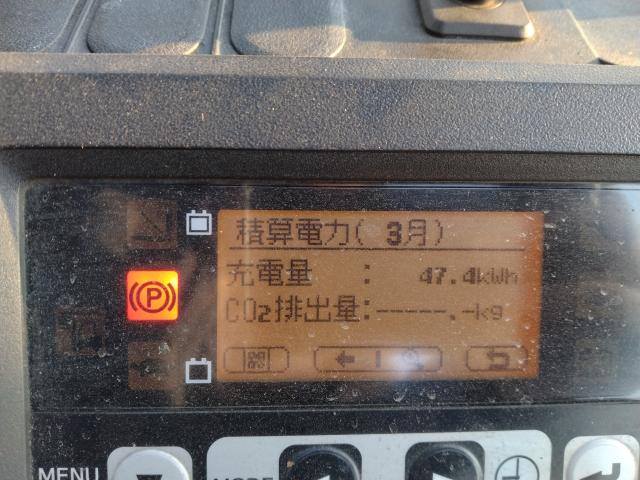 積算電力( 3月)
充電量 : 47.4kWh
CO₂排出量:-----.-kg
P
MENU
MODE